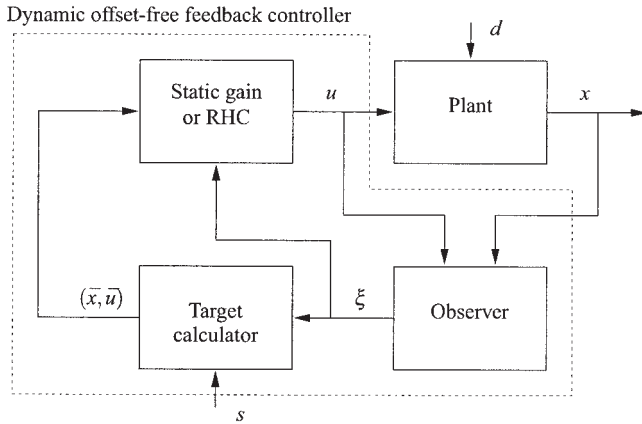 Dynamic offset-free feedback controller
d
Static gain
or RHC
u
Plant
x
(x̄, ū)
Target
calculator
ξ
Observer
s